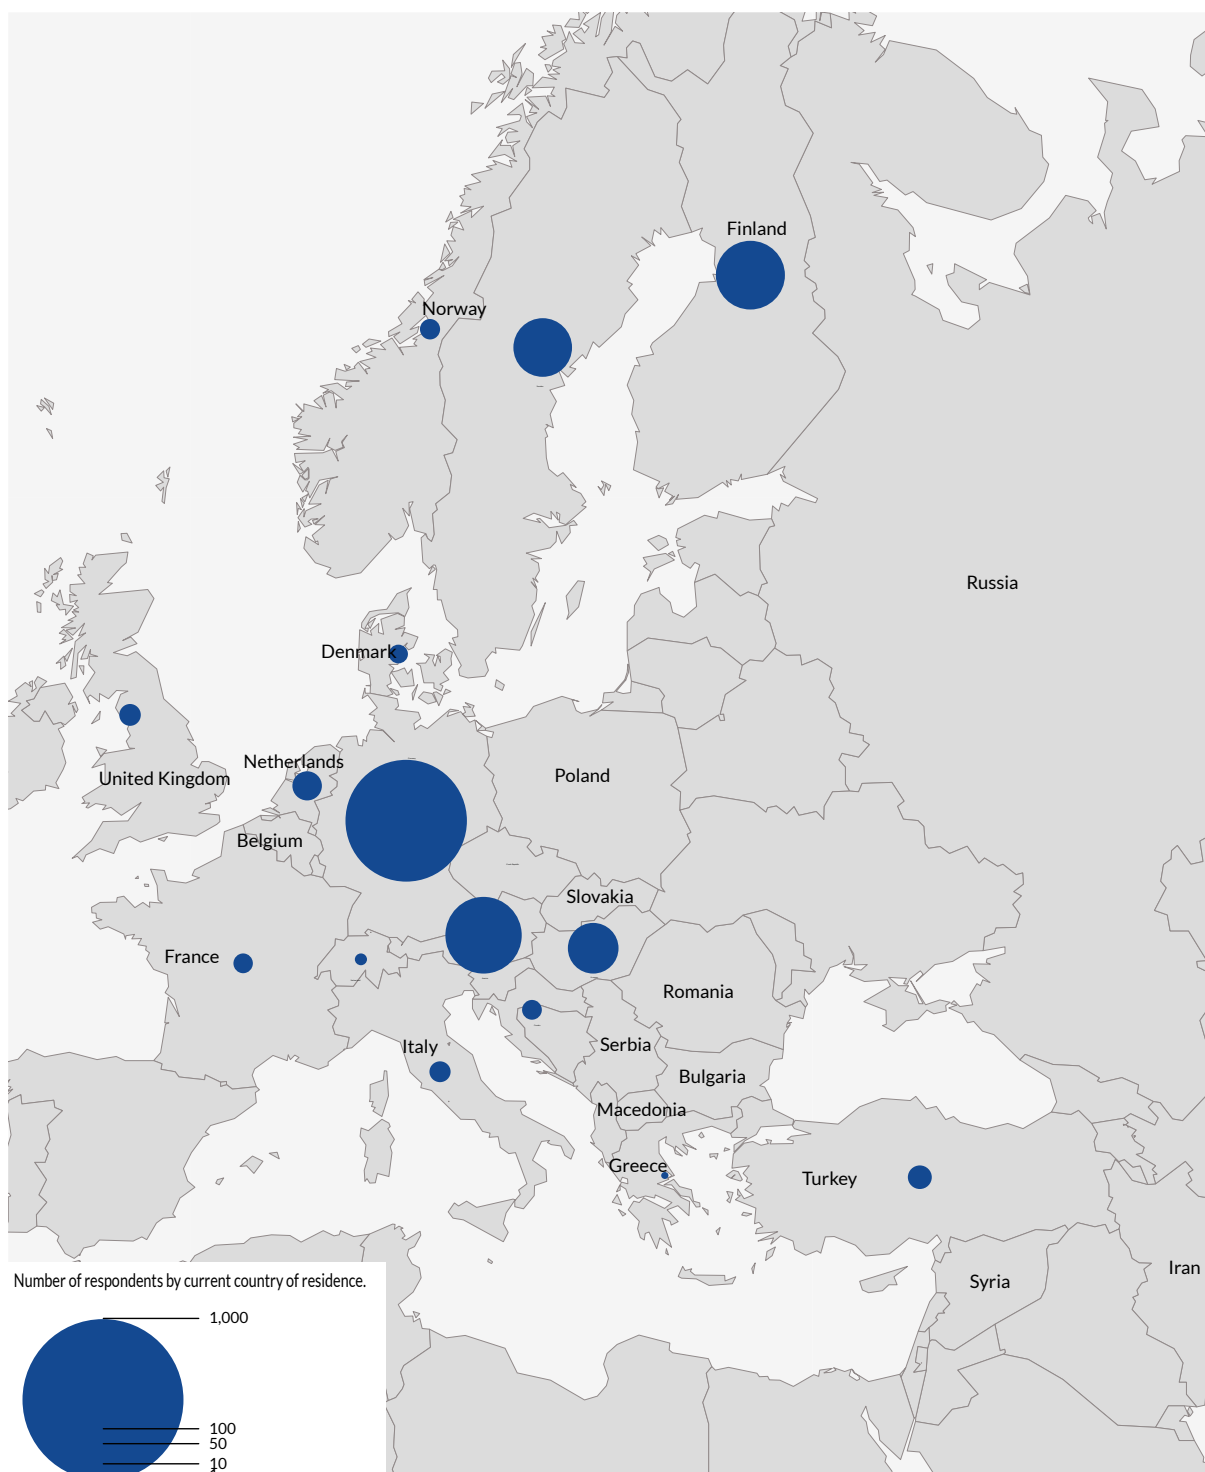 Finland
Norway
Russia
Denmark
Netherlands
United Kingdom
Poland
Belgium
Slovakia
France
Romania
Italy
Serbia
Bulgaria
Macedonia
Greece
Turkey
Iran
Syria
Number of respondents by current country of residence.
1,000
100
50
10
1